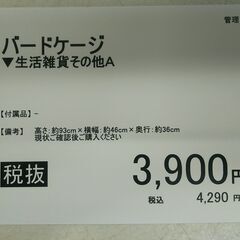 管理
バードケージ
▼生活雑貨その他A
【付属品】-
【備考】 高さ:約93cm×横幅:約46cm×奥行:約36cm
現状ご確認後ご購入ください
税抜
3,900円
税込 4,290 円